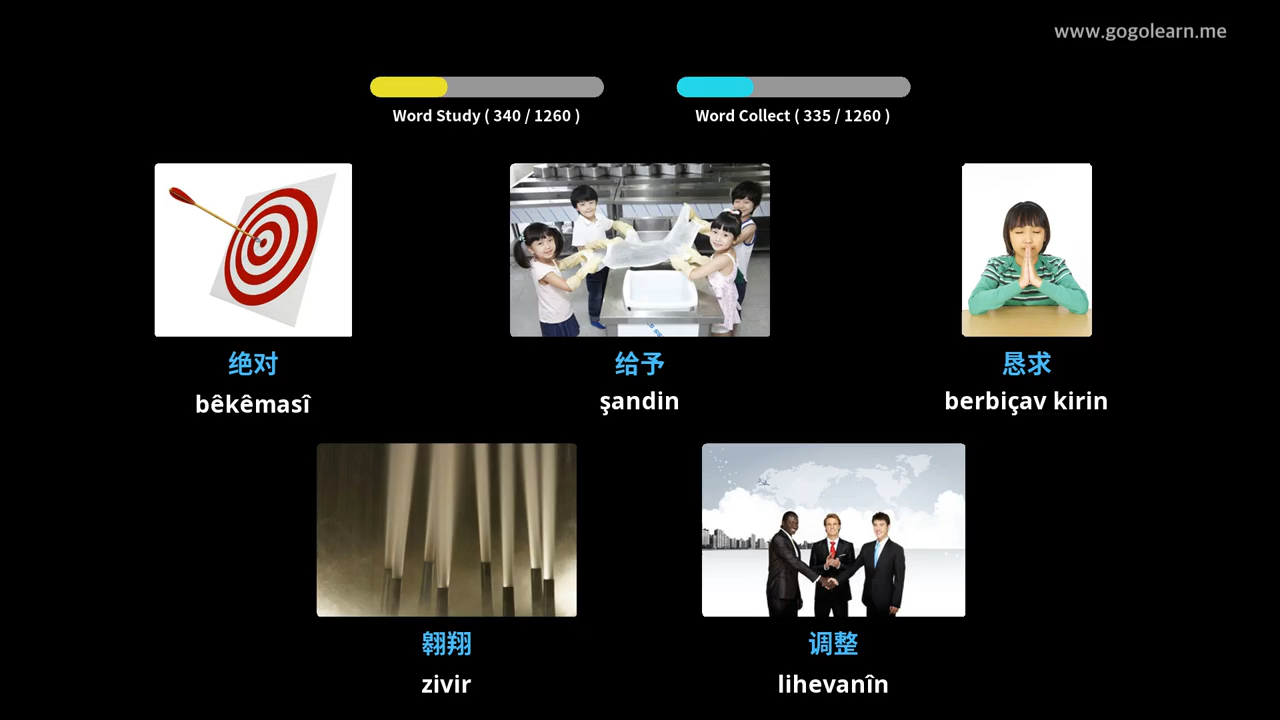 www.gogolearn.me
Word Study ( 340 / 1260 )
Word Collect ( 335 / 1260 )
绝对
bêkêmasî
给予
şandin
恳求
berbiçav kirin
翱翔
zivir
调整
lihevanîn